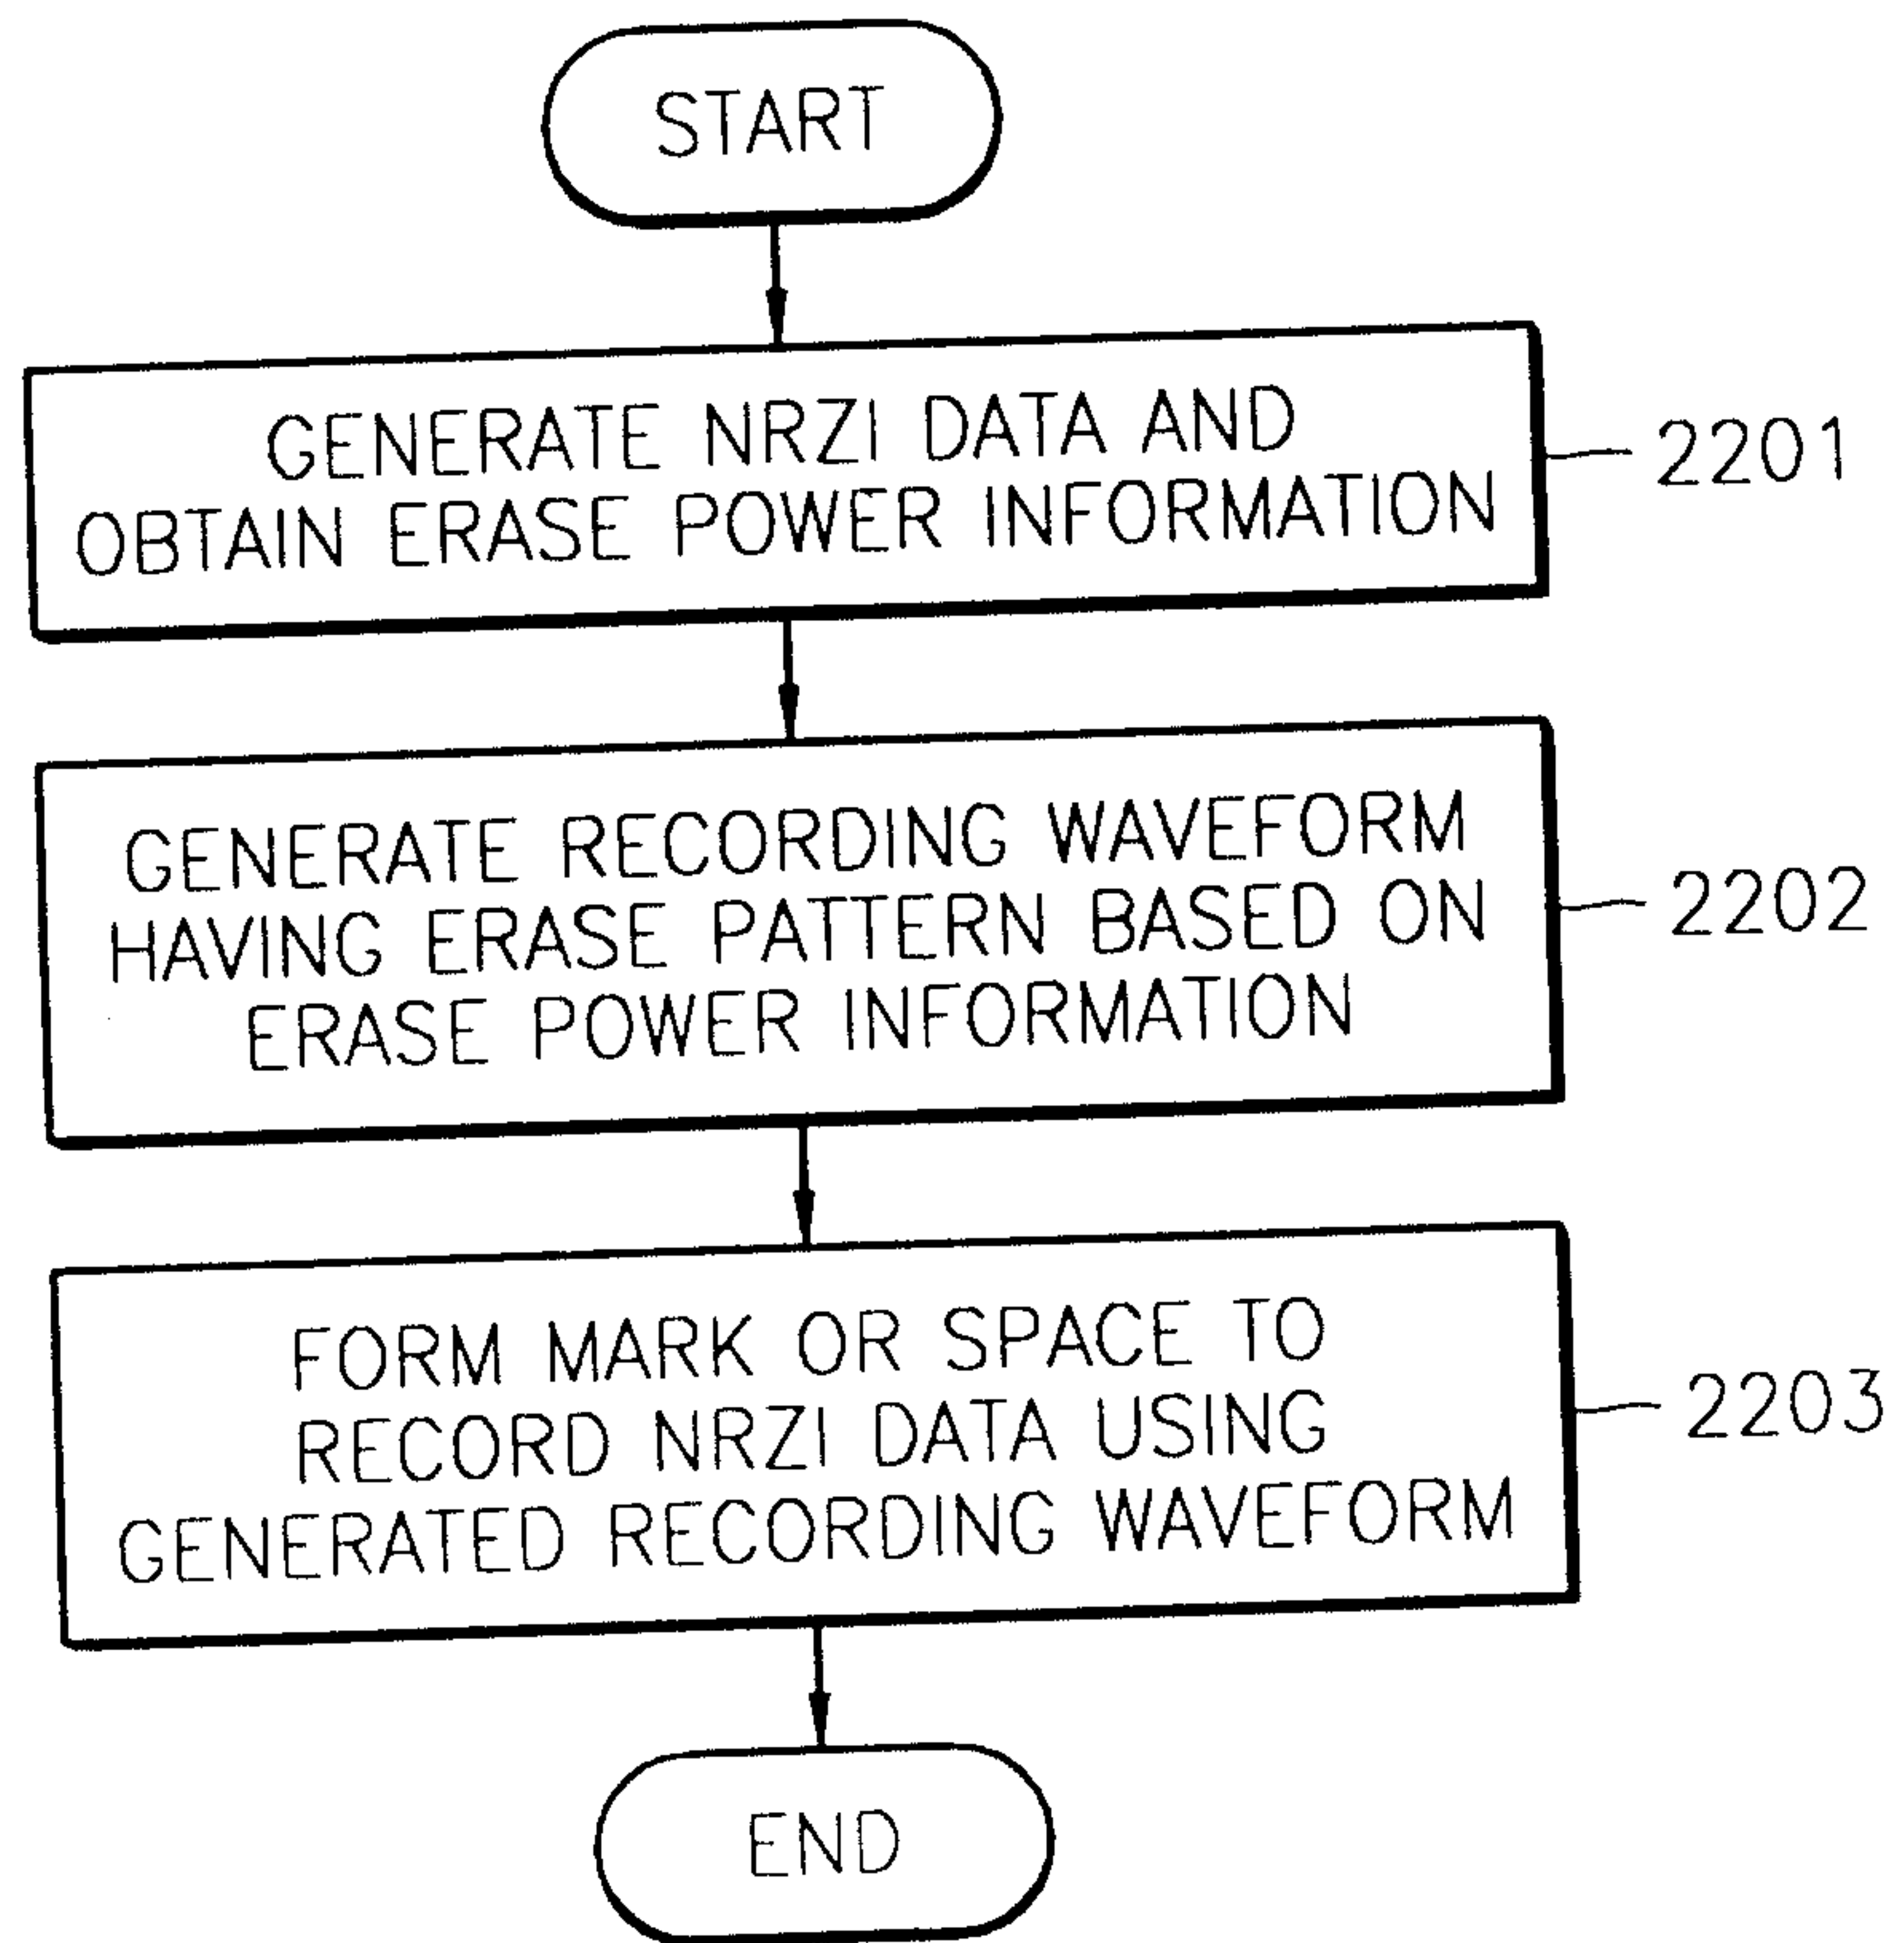 START
GENERATE NRZI DATA AND
OBTAIN ERASE POWER INFORMATION
2201
GENERATE RECORDING WAVEFORM
HAVING ERASE PATTERN BASED ON
ERASE POWER INFORMATION
2202
FORM MARK OR SPACE TO
RECORD NRZI DATA USING
GENERATED RECORDING WAVEFORM
2203
END